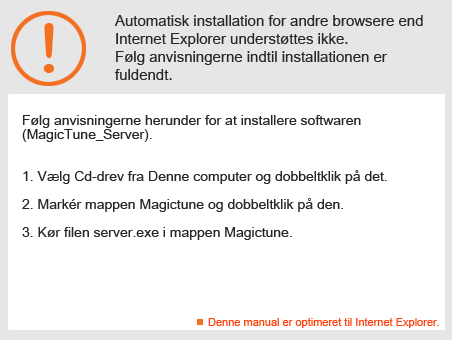 Automatisk installation for andre browsere end
Internet Explorer understøttes ikke.
Følg anvisningerne indtil installationen er
fuldendt.
Følg anvisningerne herunder for at installere softwaren
(MagicTune_Server).
1. Vælg Cd-drev fra Denne computer og dobbeltklik på det.
2. Markér mappen Magictune og dobbeltklik på den.
3. Kør filen server.exe i mappen Magictune.
Denne manual er optimeret til Internet Explorer.